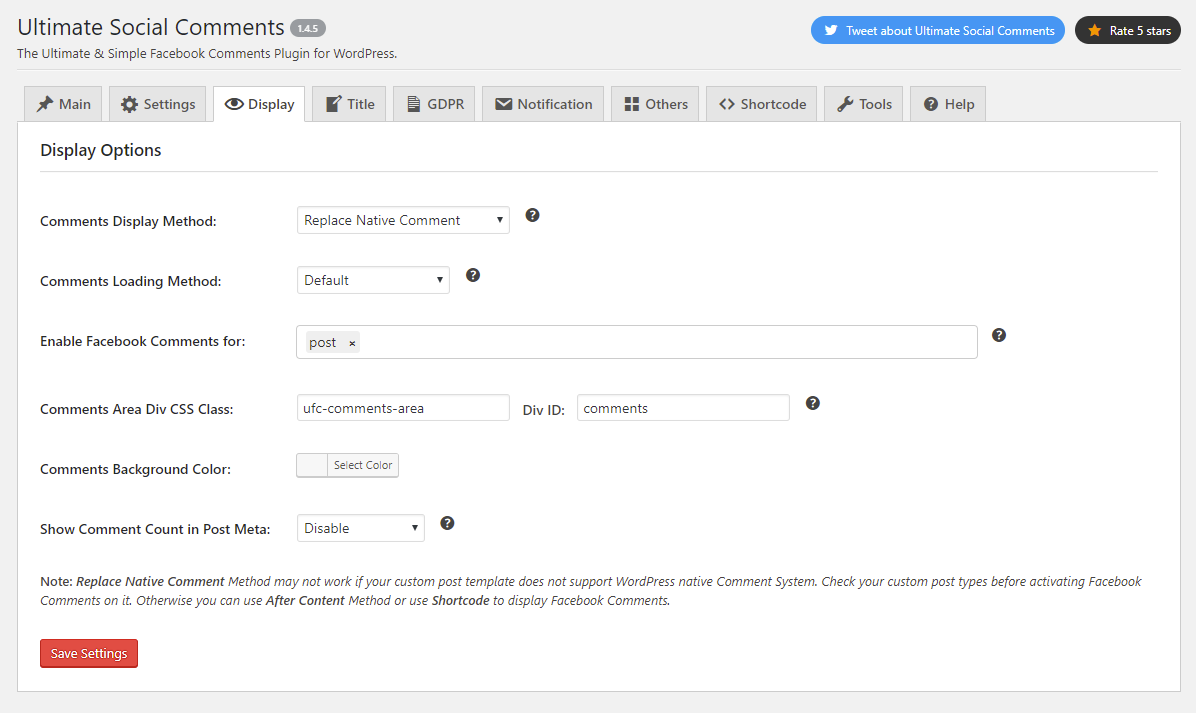 Ultimate Social Comments 1.4.5
Tweet about Ultimate Social Comments
Rate 5 stars
The Ultimate & Simple Facebook Comments Plugin for WordPress.
Main Settings Display Title GDPR Notification Others Shortcode Tools Help
Display Options
Comments Display Method: Replace Native Comment
Comments Loading Method: Default
Enable Facebook Comments for: post ×
Comments Area Div CSS Class: ufc-comments-area Div ID: comments
Comments Background Color: Select Color
Show Comment Count in Post Meta: Disable
Note: Replace Native Comment Method may not work if your custom post template does not support WordPress native Comment System. Check your custom post types before activating Facebook
Comments on it. Otherwise you can use After Content Method or use Shortcode to display Facebook Comments.
Save Settings